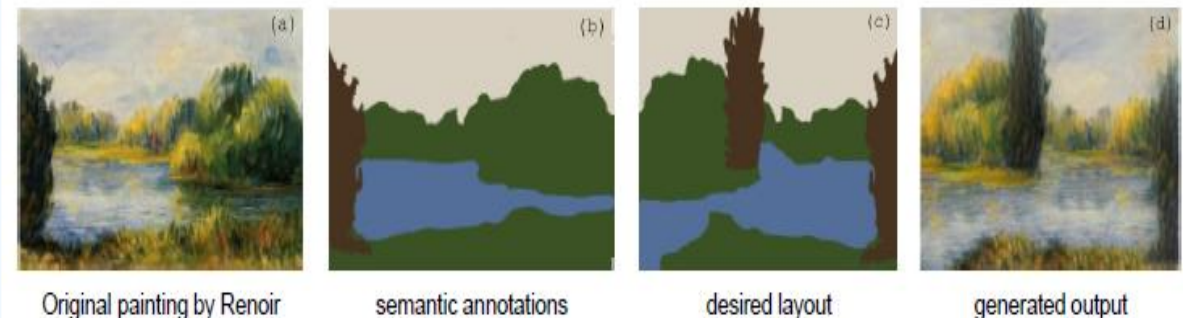 (a)
(b)
(c)
(d)
Original painting by Renoir
semantic annotations
desired layout
generated output